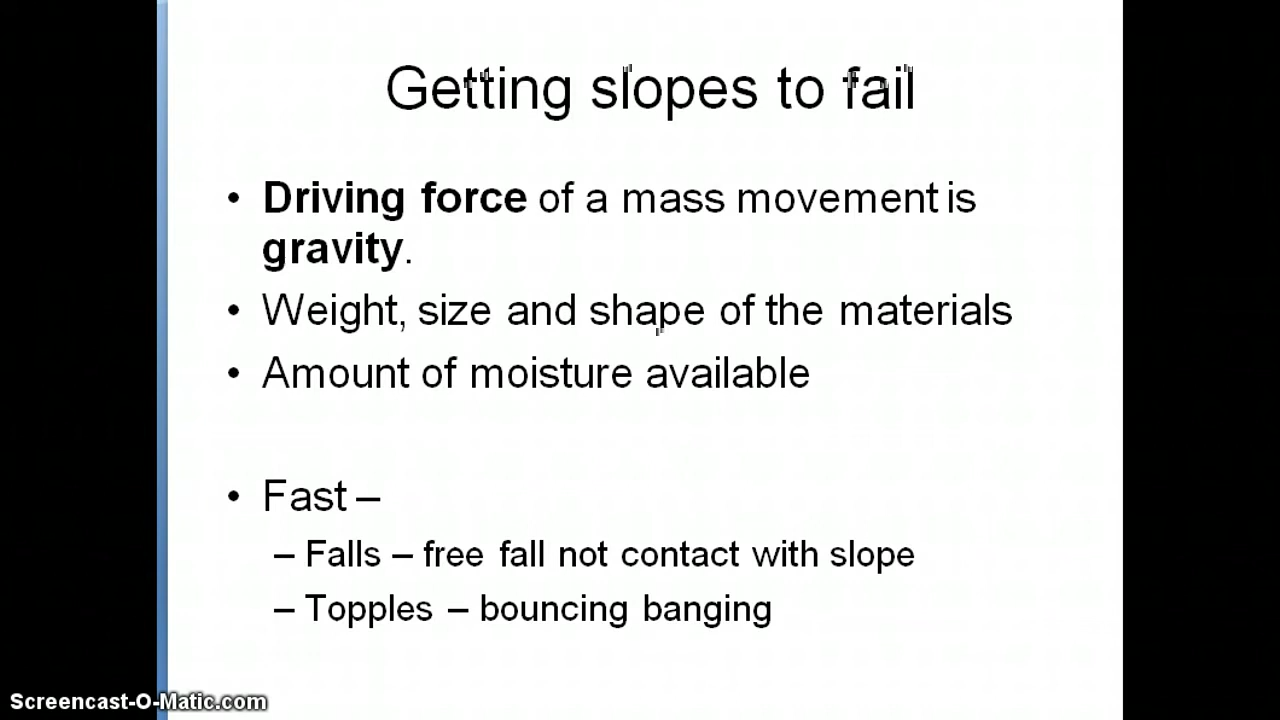 Getting slopes to fail
• Driving force of a mass movement is
gravity.
• Weight, size and shape of the materials
• Amount of moisture available
• Fast –
– Falls – free fall not contact with slope
– Topples – bouncing banging
Screencast-O-Matic.com